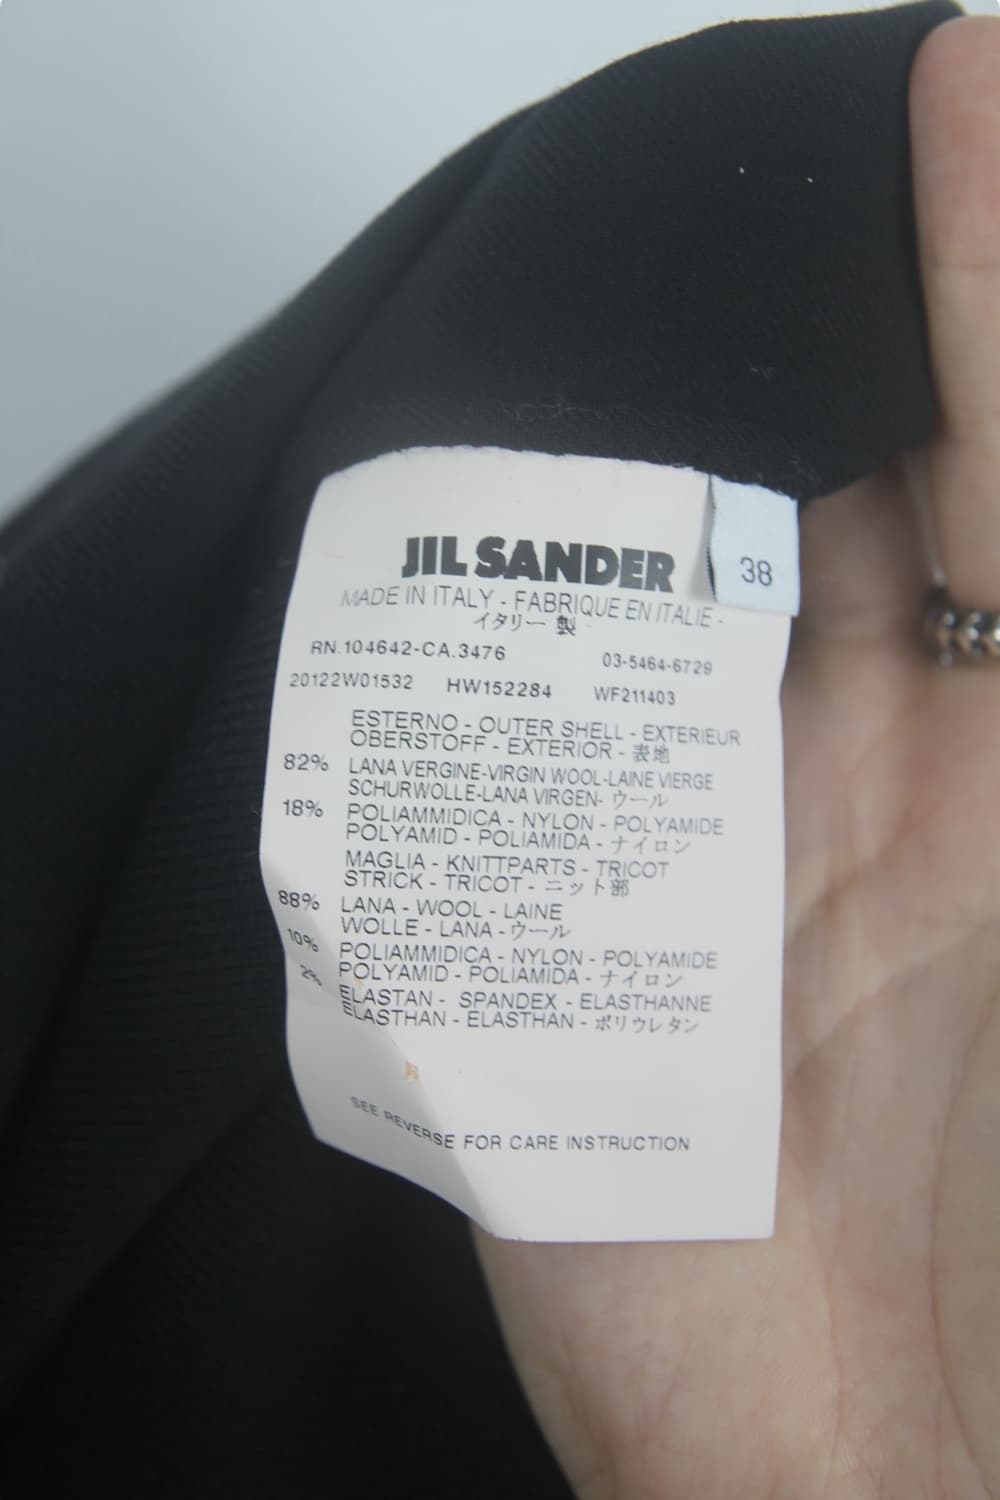 JIL SANDER
38
MADE IN ITALY - FABRIQUE EN ITALIE -
イタリー 製
RN.104642-CA.3476 03-5464-6729
20122W01532 HW152284 WF211403
ESTERNO - OUTER SHELL - EXTERIEUR
OBERSTOFF - EXTERIOR - 表地
82% LANA VERGINE-VIRGIN WOOL-LAINE VIERGE
SCHURWOLLE-LANA VIRGEN- ウール
18% POLIAMMIDICA - NYLON - POLYAMIDE
POLYAMID - POLIAMIDA - ナイロン
MAGLIA - KNITTPARTS - TRICOT
STRICK - TRICOT - ニット部
88% LANA - WOOL - LAINE
WOLLE - LANA - ウール
10% POLIAMMIDICA - NYLON - POLYAMIDE
POLYAMID - POLIAMIDA - ナイロン
2% ELASTAN - SPANDEX - ELASTHANNE
ELASTHAN - ELASTHAN - ポリウレタン
SEE REVERSE FOR CARE INSTRUCTION